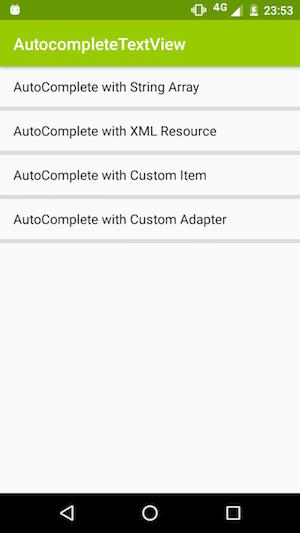 4G 23:53
AutocompleteTextView
AutoComplete with String Array
AutoComplete with XML Resource
AutoComplete with Custom Item
AutoComplete with Custom Adapter